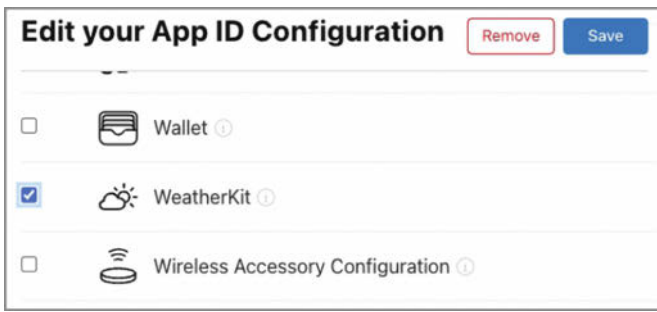 Edit your App ID Configuration Remove Save
Wallet
WeatherKit
Wireless Accessory Configuration